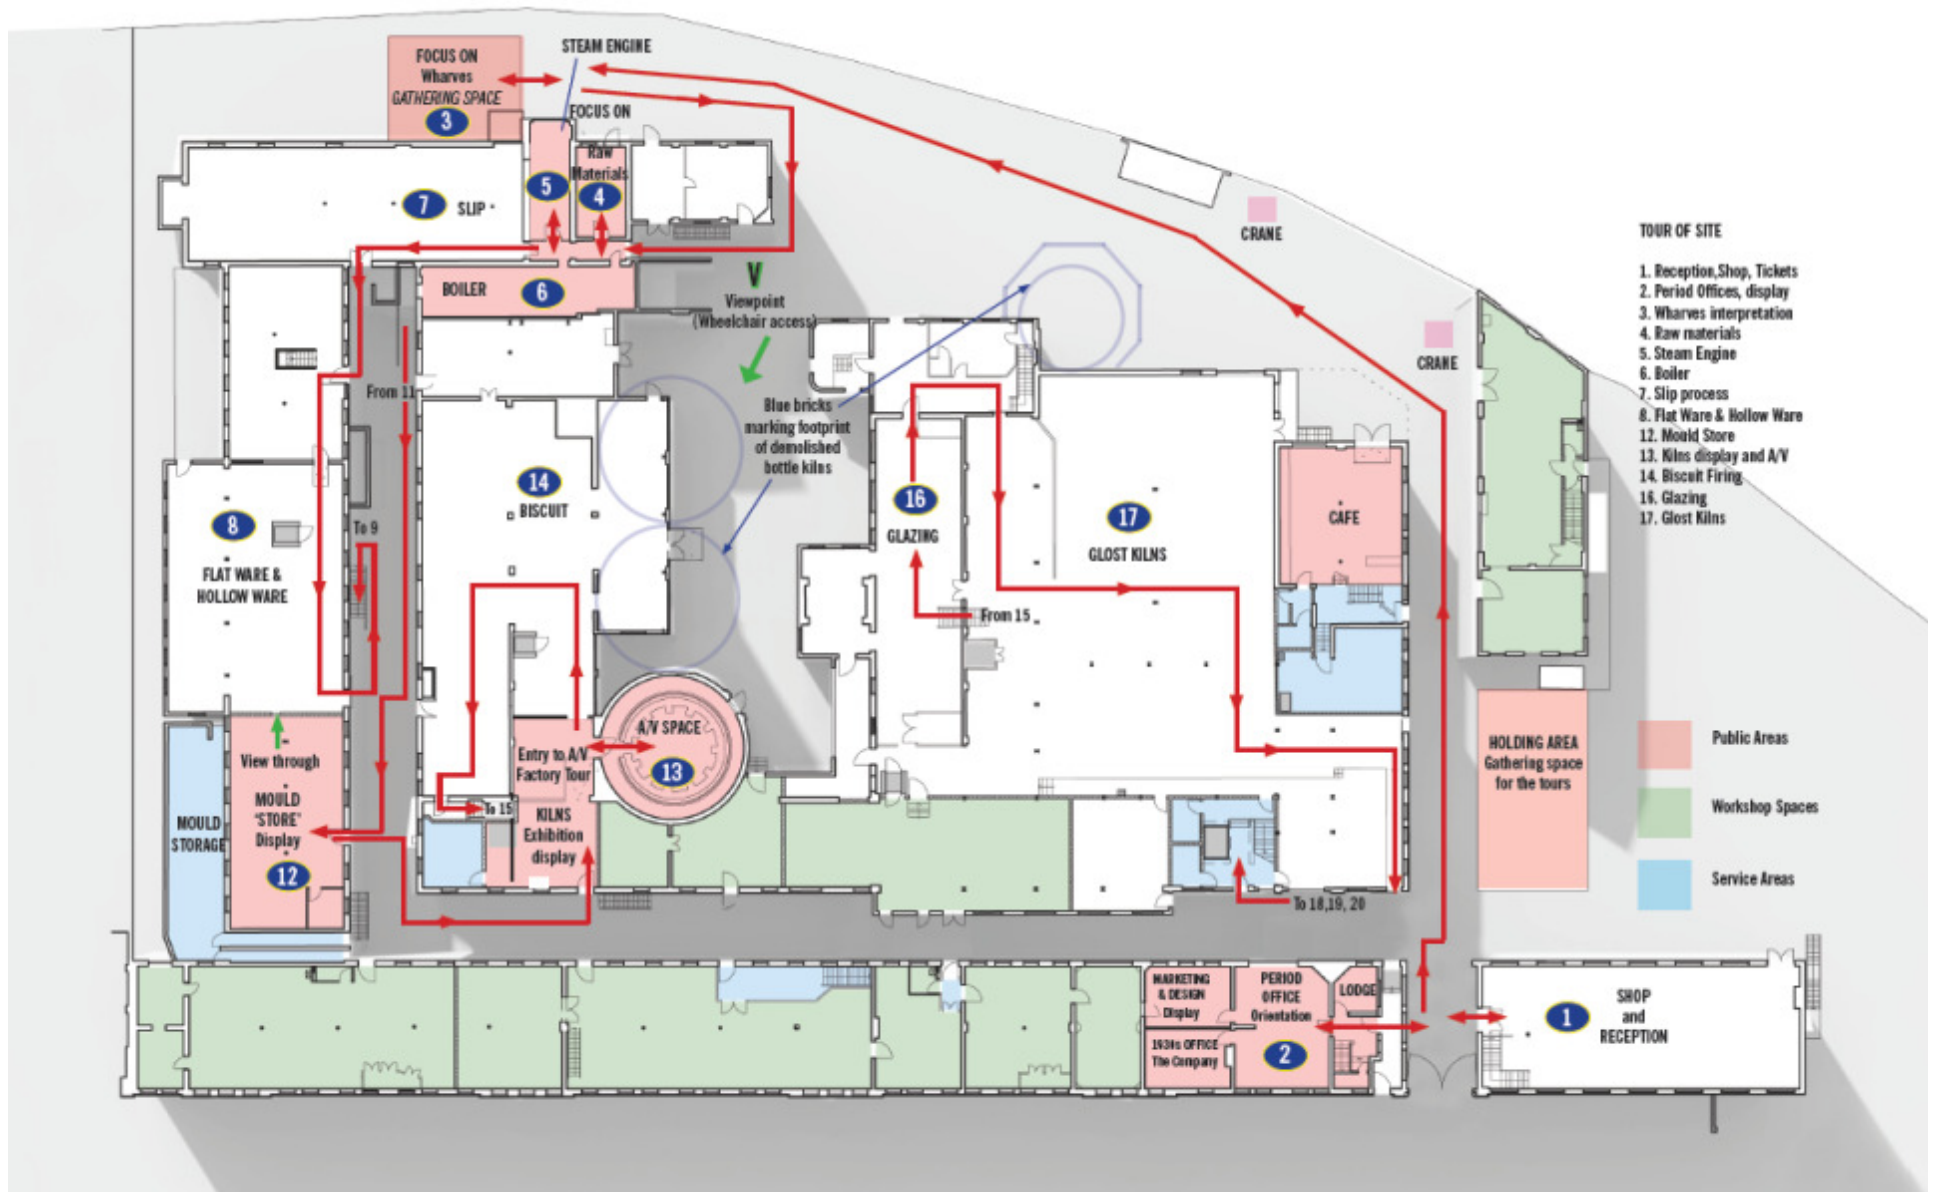 FOCUS ON
Wharves
GATHERING SPACE
3
STEAM ENGINE
FOCUS ON
Raw
Materials
4
5
7
SLIP
BOILER
6
V
Viewpoint
(Wheelchair access)
CRANE
CRANE
From 11
Blue bricks
marking footprint
of demolished
bottle kilns
14
BISCUIT
16
GLAZING
17
GLOST KILNS
CAFE
8
FLAT WARE &
HOLLOW WARE
To 9
From 15
View through
MOULD
'STORE'
Display
12
MOULD
STORAGE
A/V SPACE
13
Entry to A/V
Factory Tour
To 15
KILNS
Exhibition
display
To 18,19, 20
HOLDING AREA
Gathering space
for the tours
MARKETING
& DESIGN
Display
1930s OFFICE
The Company
PERIOD
OFFICE
Orientation
2
LODGE
1
SHOP
and
RECEPTION
TOUR OF SITE
1. Reception,Shop, Tickets
2. Period Offices, display
3. Wharves interpretation
4. Raw materials
5. Steam Engine
6. Boiler
7. Slip process
8. Flat Ware & Hollow Ware
12. Mould Store
13. Kilns display and A/V
14. Biscuit Firing
16. Glazing
17. Glost Kilns
Public Areas
Workshop Spaces
Service Areas